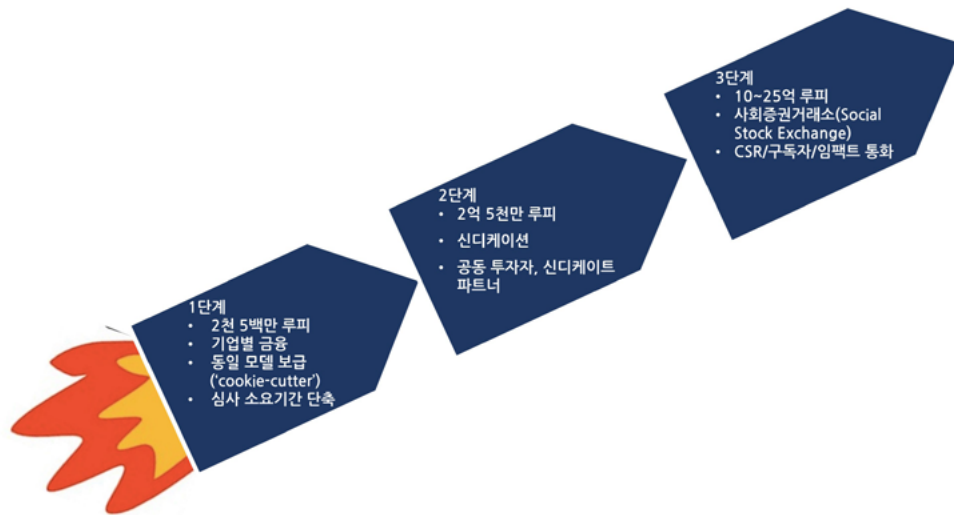 1단계
• 2천 5백만 루피
• 기업별 금융
• 동일 모델 보급
('cookie-cutter')
• 심사 소요기간 단축
2단계
• 2억 5천만 루피
• 신디케이션
• 공동 투자자, 신디케이트
파트너
3단계
• 10~25억 루피
• 사회증권거래소(Social
Stock Exchange)
• CSR/구독자/임팩트 통화